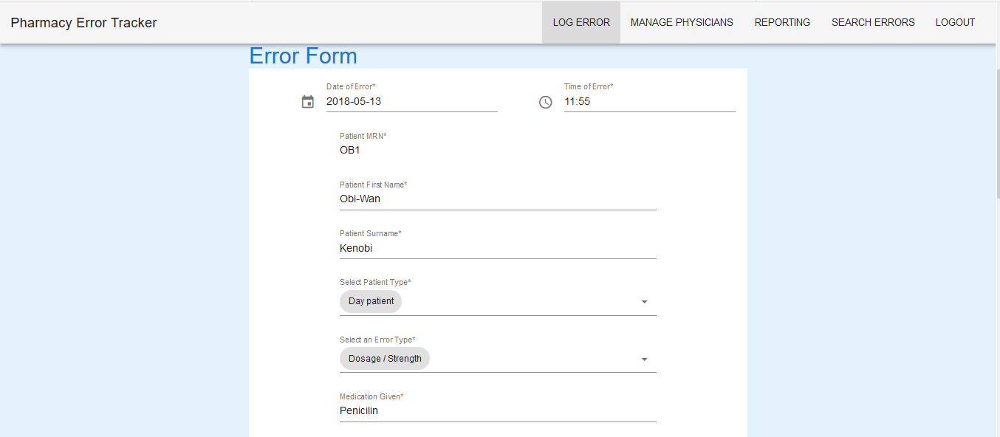 Pharmacy Error Tracker LOG ERROR MANAGE PHYSICIANS REPORTING SEARCH ERRORS LOGOUT
Error Form
Date of Error* Time of Error*
2018-05-13 11:55
Patient MRN*
OB1
Patient First Name*
Obi-Wan
Patient Surname*
Kenobi
Select Patient Type*
Day patient
Select an Error Type*
Dosage / Strength
Medication Given*
Penicilin